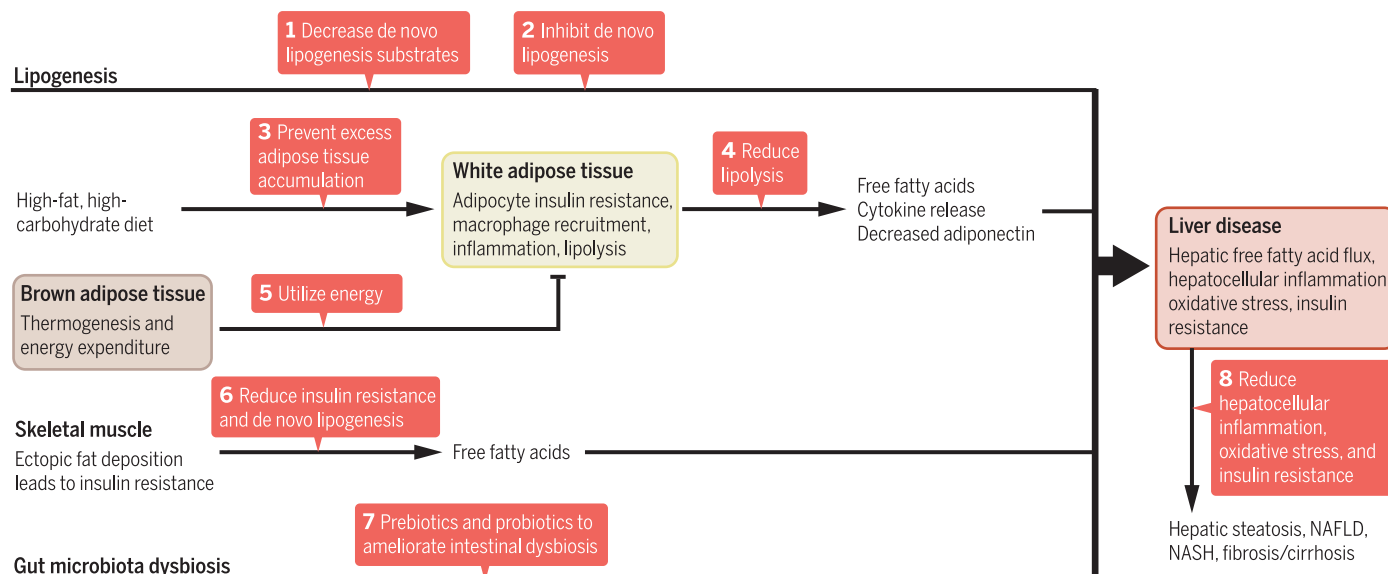 1 Decrease de novo
lipogenesis substrates
2 Inhibit de novo
lipogenesis
Lipogenesis
3 Prevent excess
adipose tissue
accumulation
4 Reduce
lipolysis
High-fat, high-
carbohydrate diet
White adipose tissue
Adipocyte insulin resistance,
macrophage recruitment,
inflammation, lipolysis
Free fatty acids
Cytokine release
Decreased adiponectin
Liver disease
Hepatic free fatty acid flux,
hepatocellular inflammation
oxidative stress, insulin
resistance
Brown adipose tissue
Thermogenesis and
energy expenditure
5 Utilize energy
6 Reduce insulin resistance
and de novo lipogenesis
Skeletal muscle
Ectopic fat deposition
leads to insulin resistance
Free fatty acids
8 Reduce
hepatocellular
inflammation,
oxidative stress, and
insulin resistance
7 Prebiotics and probiotics to
ameliorate intestinal dysbiosis
Gut microbiota dysbiosis
Hepatic steatosis, NAFLD,
NASH, fibrosis/cirrhosis